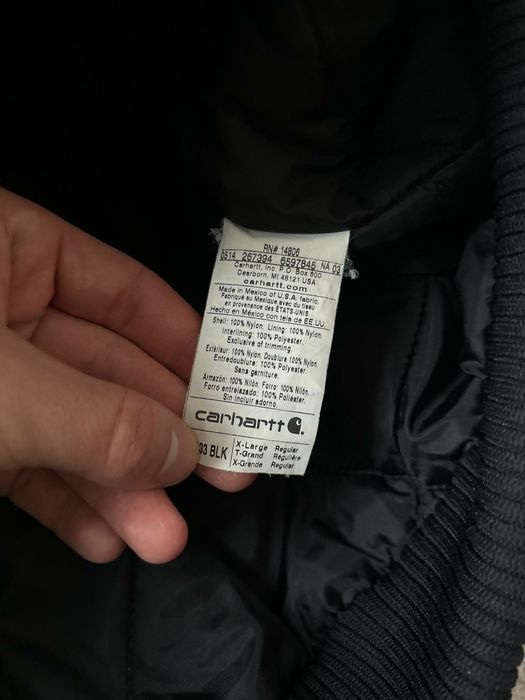 RN# 14806
0514 267394 6597846 NA 03
Carhartt, Inc. P.O. Box 600
Dearborn, MI 48121 USA
carhartt.com
Made in Mexico of U.S.A. fabric.
Fabriqué au Mexique avec du tissu
en provenance des ÉTATS-UNIS
Hecho en México con tela de EE.UU.
Shell: 100% Nylon. Lining: 100% Nylon.
Interlining: 100% Polyester.
Exclusive of trimming.
Extérieur: 100% Nylon. Doublure 100% Nylon.
Entredoublure: 100% Polyester.
Sans garniture.
Armazón: 100% Nilón. Forro: 100% Nilón.
Forro entrelazado: 100% Poliéster.
Sin incluir adorno.
carhartt
33 BLK
X-Large Regular
T-Grand Régulière
X-Grande Regular